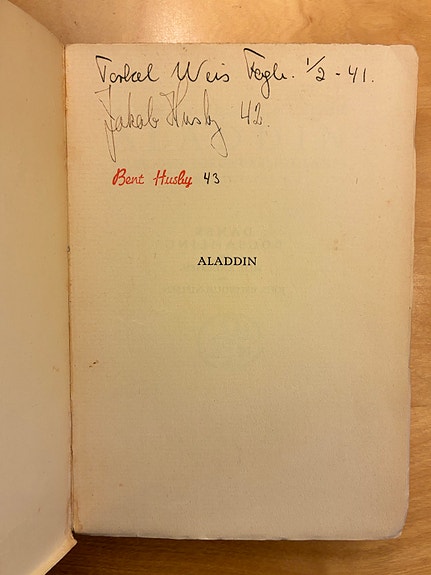 Torkel Weis Fogh. 1/2 - 41.
Jakob Husby 42.
Bent Husby 43
ALADDIN